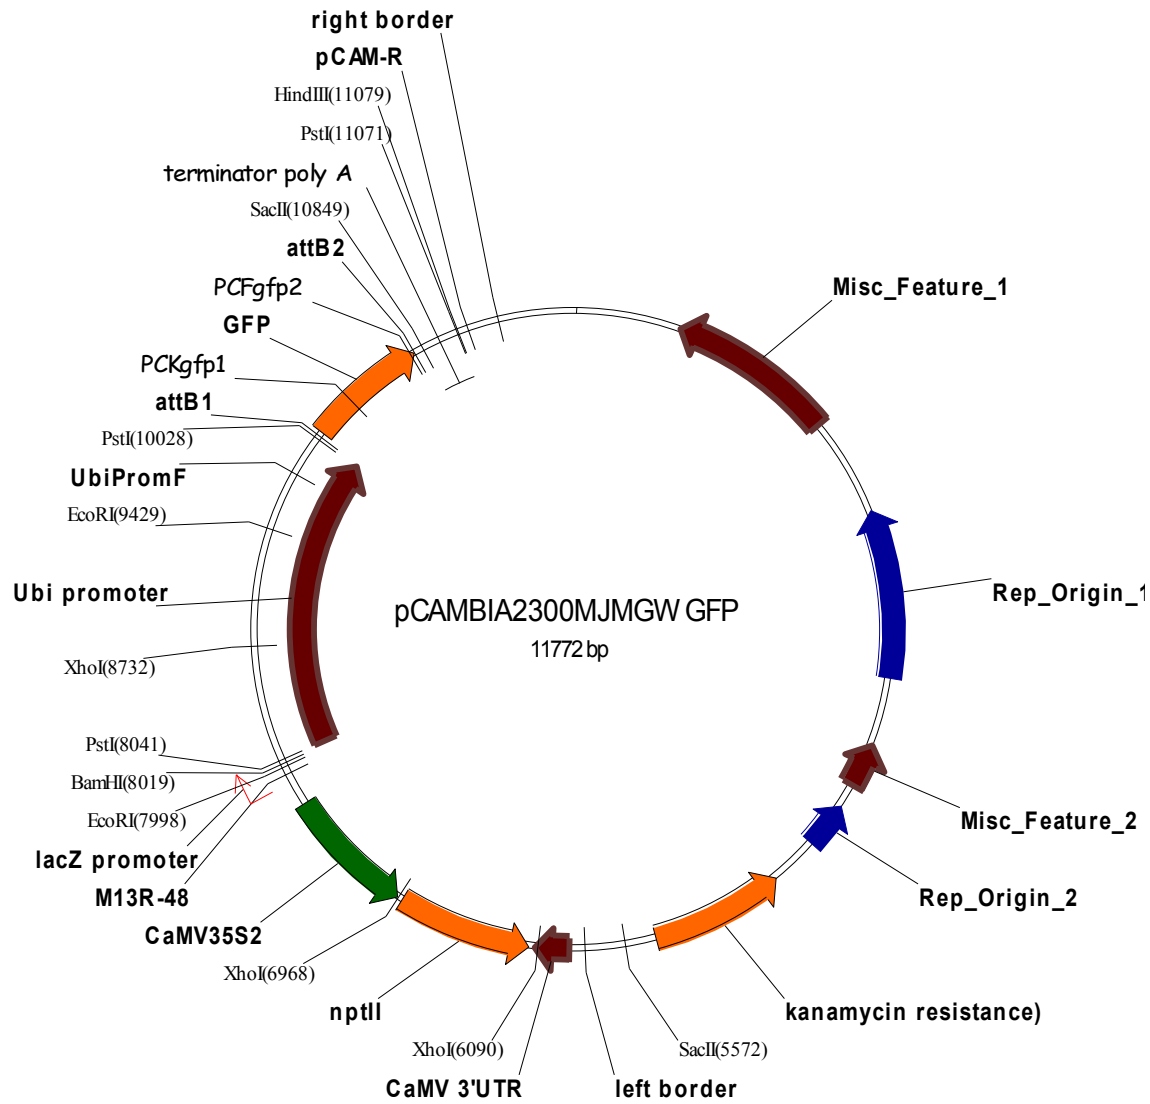 right border
pCAM-R
HindIII(11079)
PstI(11071)
terminator poly A
SacII(10849)
attB2
PCFgfp2
GFP
PCKgfp1
attB1
PstI(10028)
UbiPromF
EcoRI(9429)
Ubi promoter
XhoI(8732)
PstI(8041)
BamHI(8019)
EcoRI(7998)
lacZ promoter
M13R-48
CaMV35S2
XhoI(6968)
nptII
XhoI(6090)
CaMV 3'UTR
left border
SacII(5572)
kanamycin resistance)
Rep_Origin_2
Misc_Feature_2
Rep_Origin_1
Misc_Feature_1
pCAMBIA2300MJMGW GFP
11772 bp